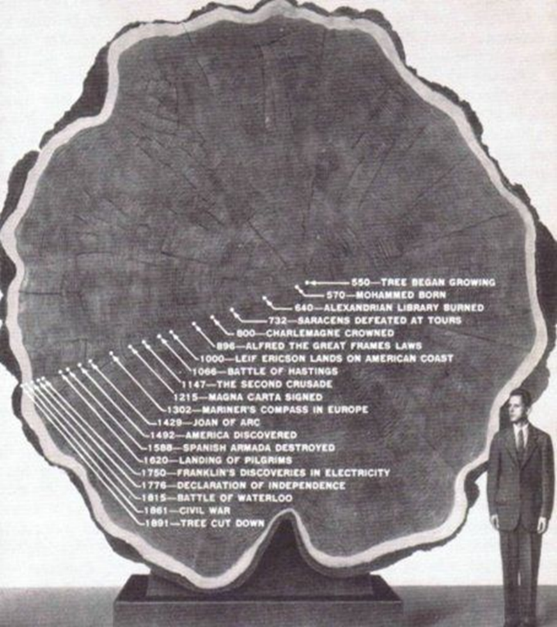 550—TREE BEGAN GROWING
570—MOHAMMED BORN
640—ALEXANDRIAN LIBRARY BURNED
732—SARACENS DEFEATED AT TOURS
800—CHARLEMAGNE CROWNED
896—ALFRED THE GREAT FRAMES LAWS
1000—LEIF ERICSON LANDS ON AMERICAN COAST
1066—BATTLE OF HASTINGS
1147—THE SECOND CRUSADE
1215—MAGNA CARTA SIGNED
1302—MARINER'S COMPASS IN EUROPE
1429—JOAN OF ARC
1492—AMERICA DISCOVERED
1588—SPANISH ARMADA DESTROYED
1620—LANDING OF PILGRIMS
1750—FRANKLIN'S DISCOVERIES IN ELECTRICITY
1776—DECLARATION OF INDEPENDENCE
1815—BATTLE OF WATERLOO
1861—CIVIL WAR
1891—TREE CUT DOWN